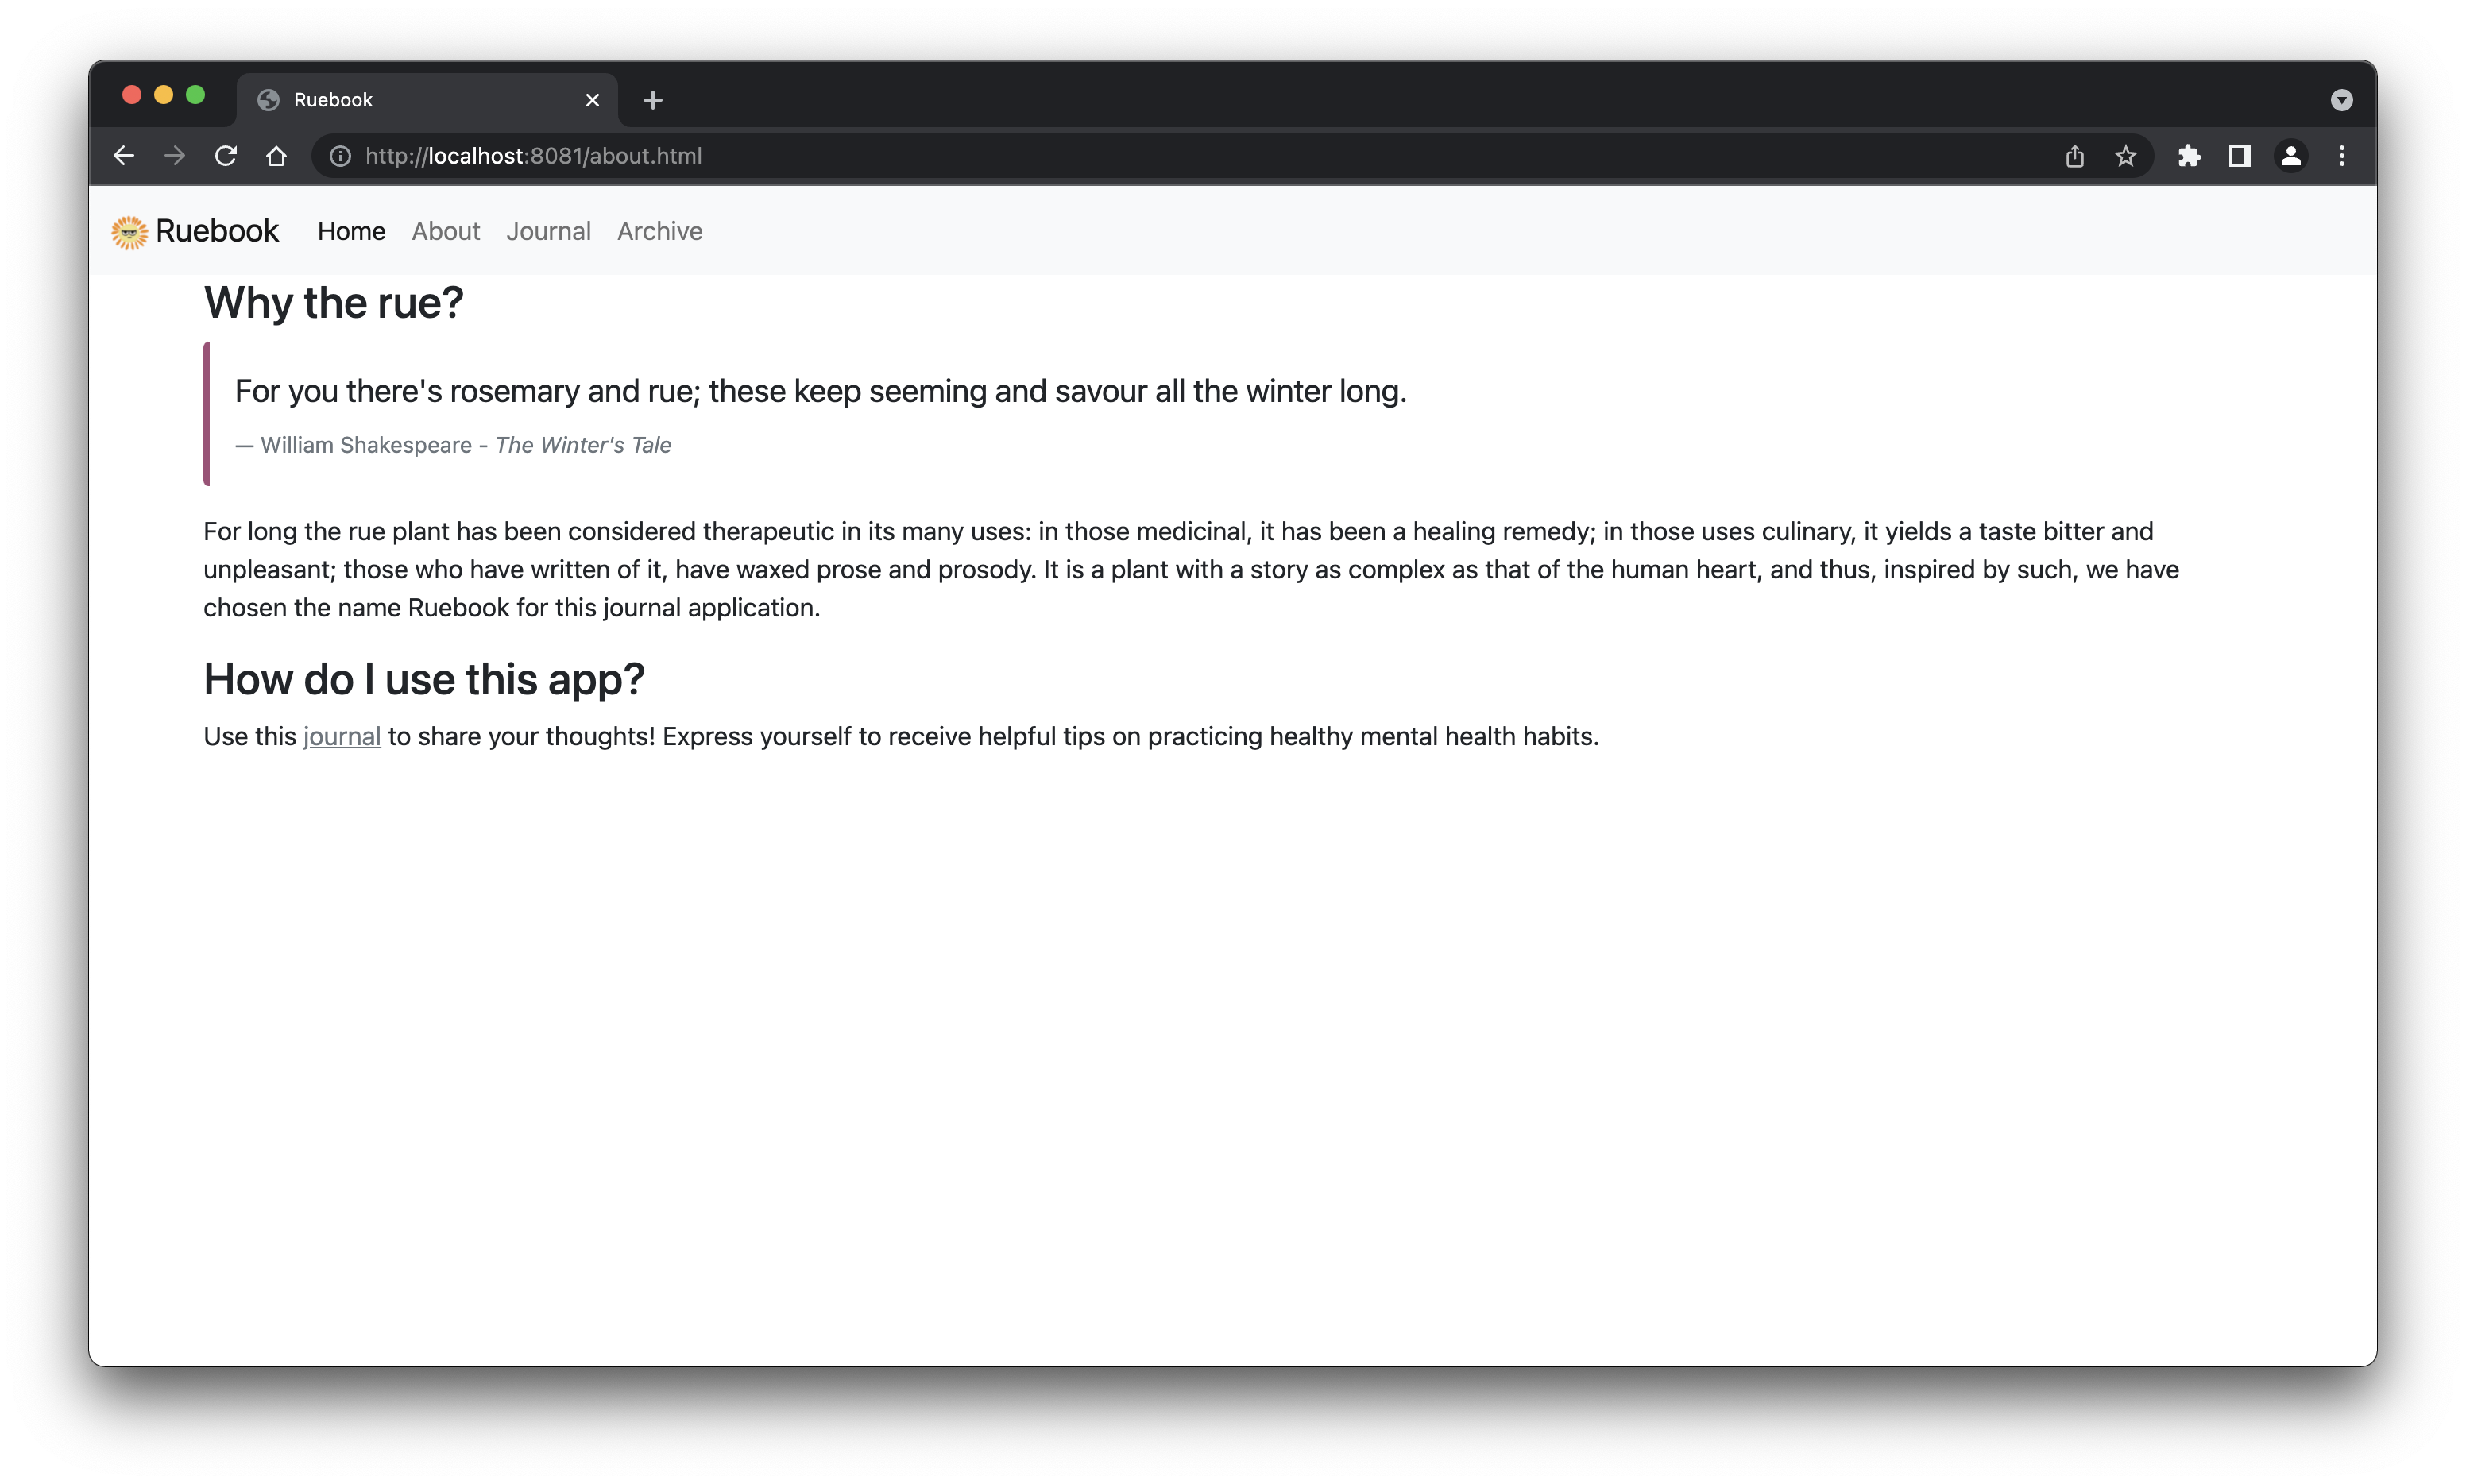 Ruebook
http://localhost:8081/about.html
Ruebook Home About Journal Archive
Why the rue?
For you there's rosemary and rue; these keep seeming and savour all the winter long.
— William Shakespeare - The Winter's Tale
For long the rue plant has been considered therapeutic in its many uses: in those medicinal, it has been a healing remedy; in those uses culinary, it yields a taste bitter and
unpleasant; those who have written of it, have waxed prose and prosody. It is a plant with a story as complex as that of the human heart, and thus, inspired by such, we have
chosen the name Ruebook for this journal application.
How do I use this app?
Use this journal to share your thoughts! Express yourself to receive helpful tips on practicing healthy mental health habits.